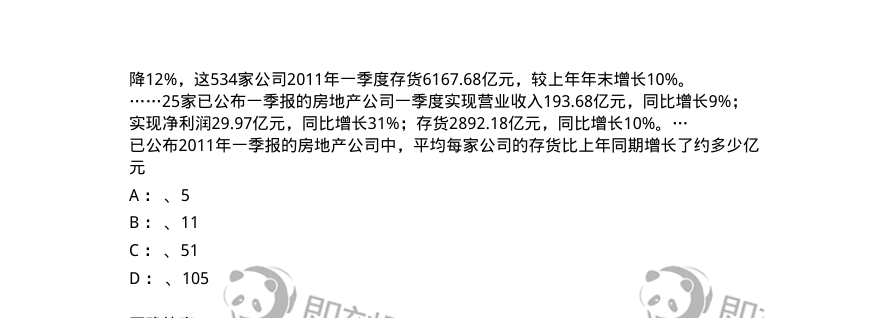 降12%，这534家公司2011年一季度存货6167.68亿元，较上年年末增长10%。
……25家已公布一季报的房地产公司一季度实现营业收入193.68亿元，同比增长9%；
实现净利润29.97亿元，同比增长31%；存货2892.18亿元，同比增长10%。…
已公布2011年一季报的房地产公司中，平均每家公司的存货比上年同期增长了约多少亿
元
A： 、5
B： 、11
C： 、51
D： 、105